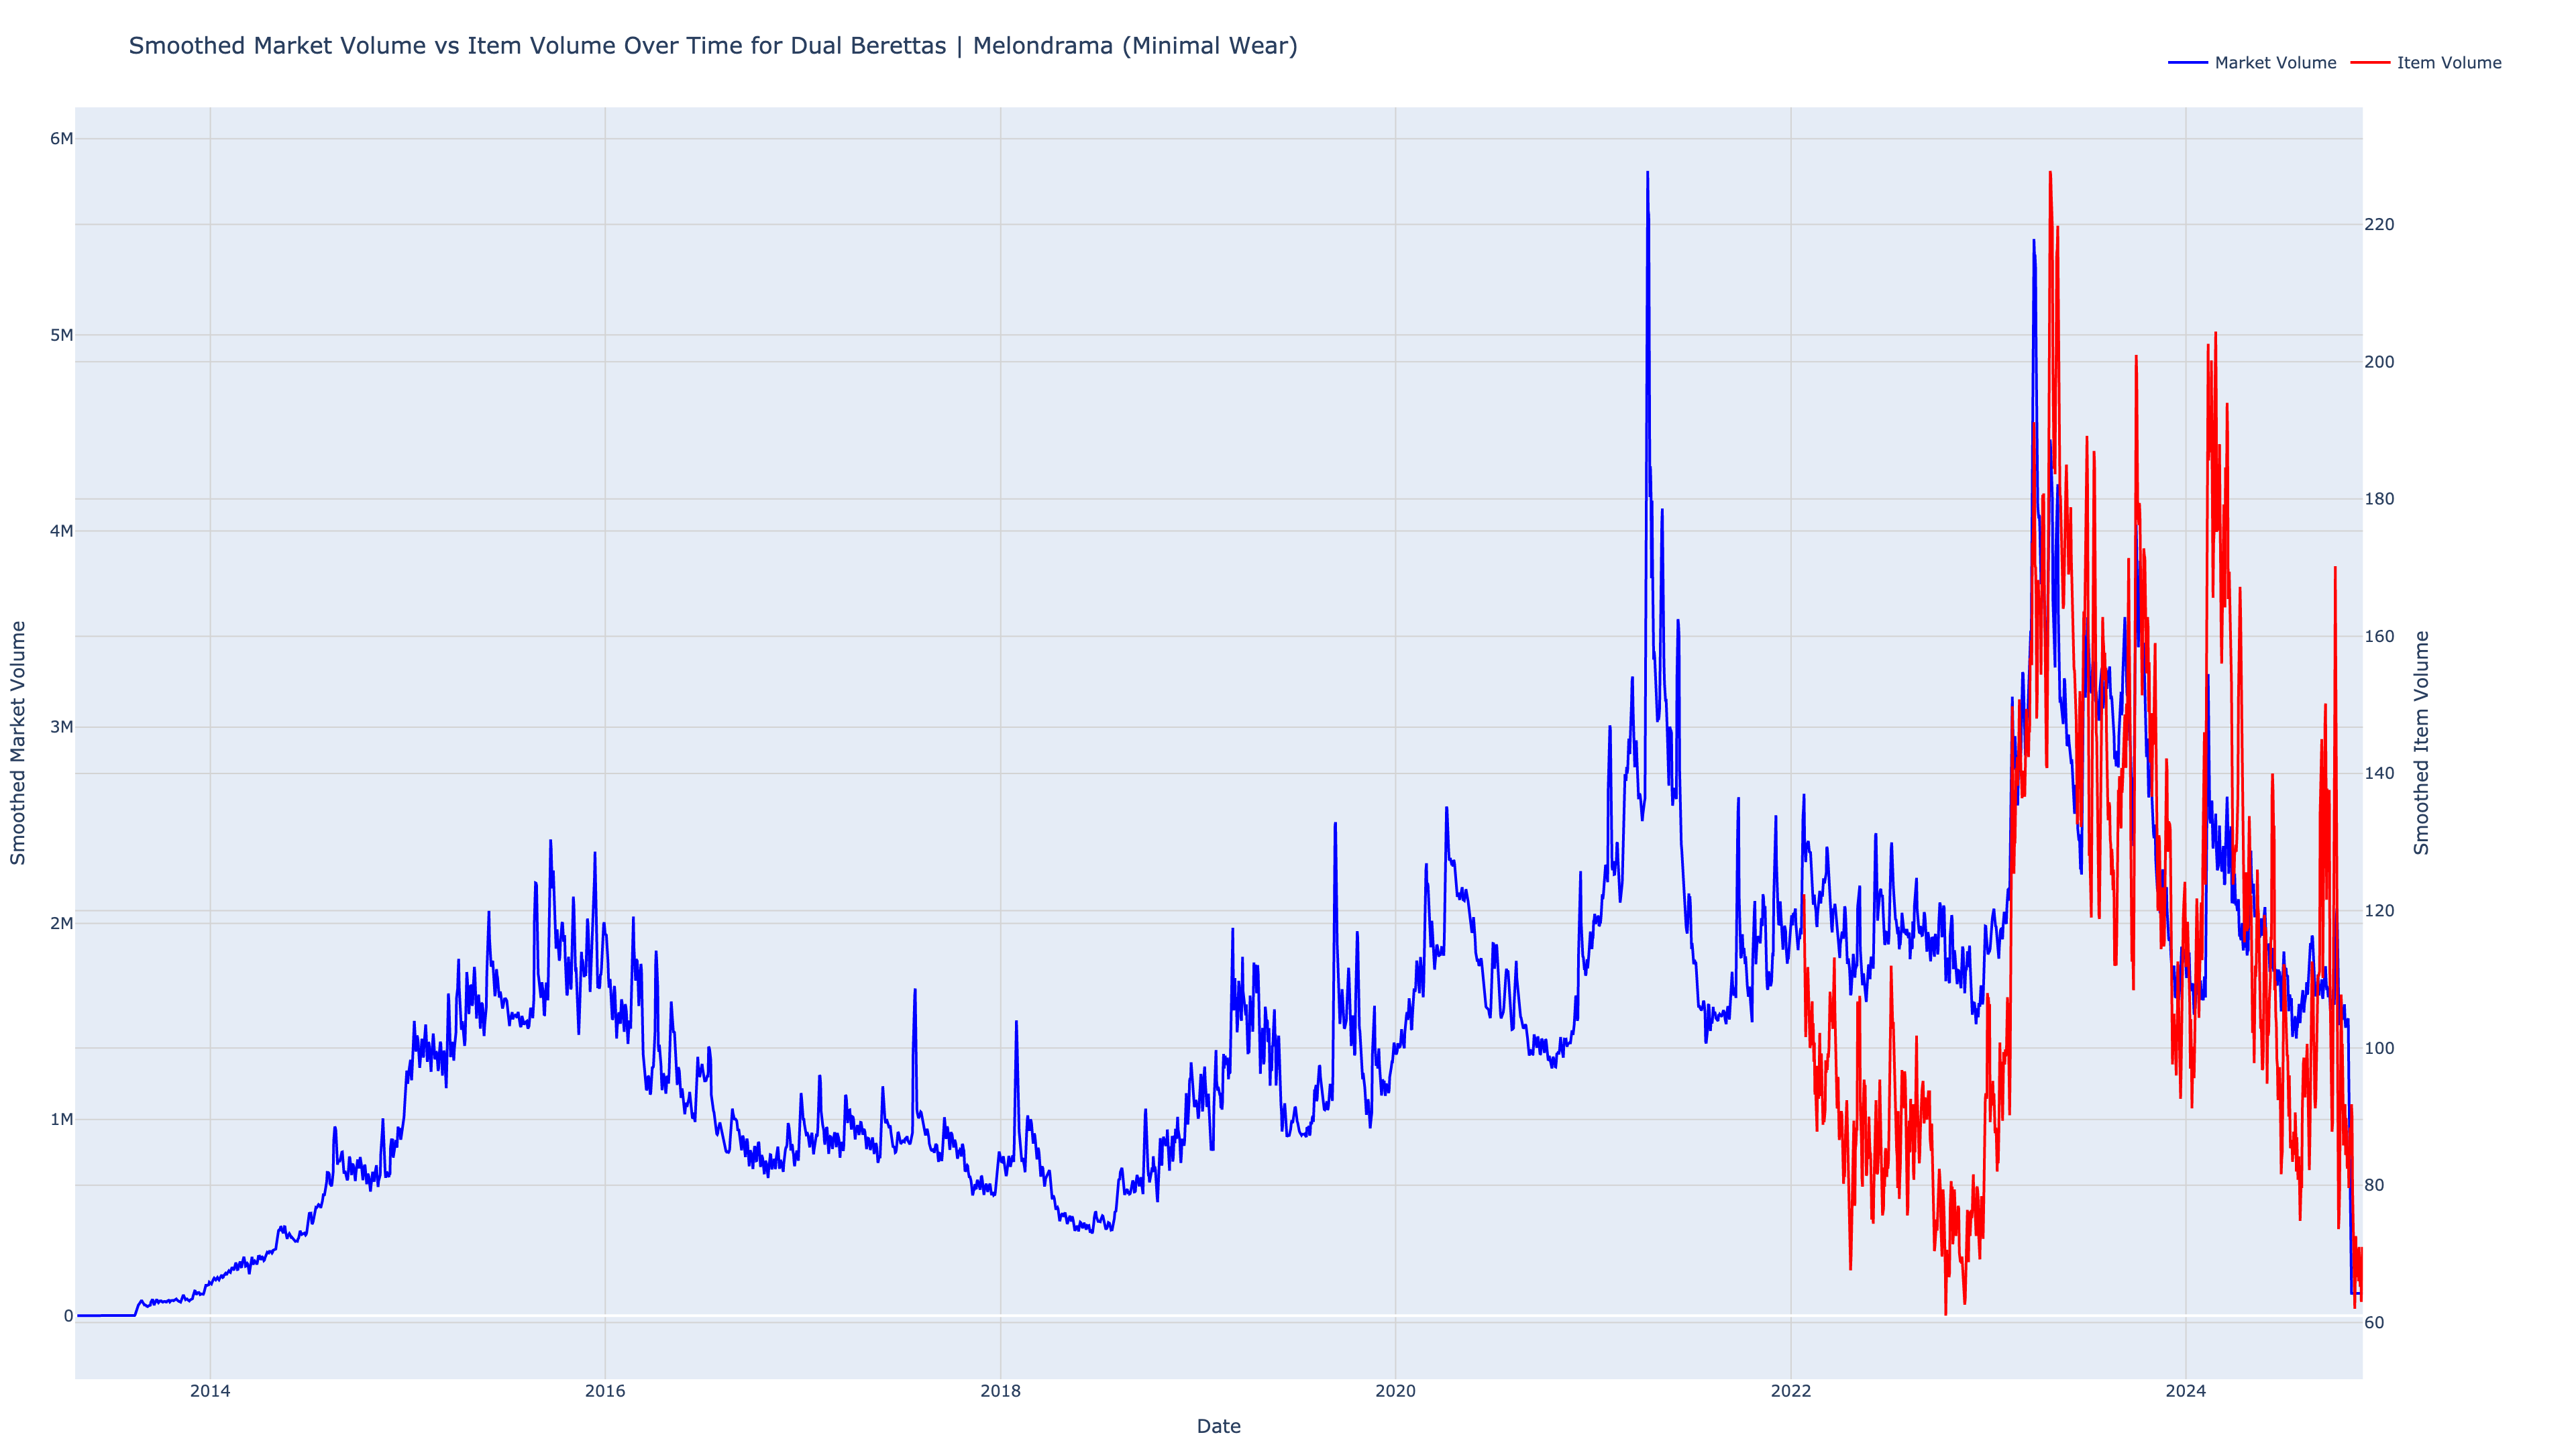 Smoothed Market Volume vs Item Volume Over Time for Dual Berettas | Melondrama (Minimal Wear)
Market Volume
Item Volume
Smoothed Market Volume
6M
5M
4M
3M
2M
1M
0
220
200
180
160
140
120
100
80
60
Smoothed Item Volume
2014
2016
2018
2020
2022
2024
Date